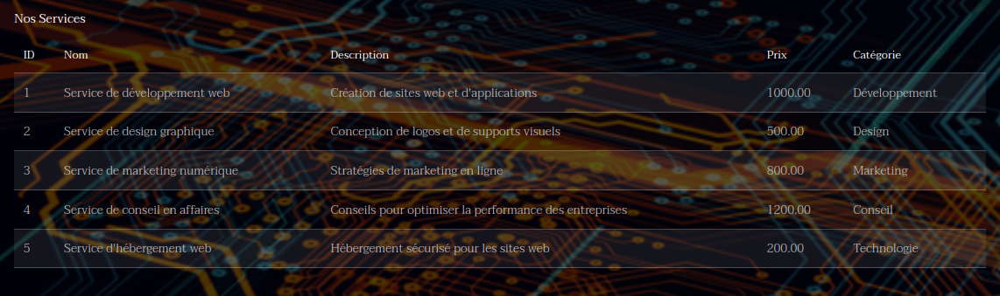 Nos Services
ID Nom Description Prix Catégorie
1 Service de développement web Création de sites web et d'applications 1000.00 Développement
2 Service de design graphique Conception de logos et de supports visuels 500.00 Design
3 Service de marketing numérique Stratégies de marketing en ligne 800.00 Marketing
4 Service de conseil en affaires Conseils pour optimiser la performance des entreprises 1200.00 Conseil
5 Service d'hébergement web Hébergement sécurisé pour les sites web 200.00 Technologie